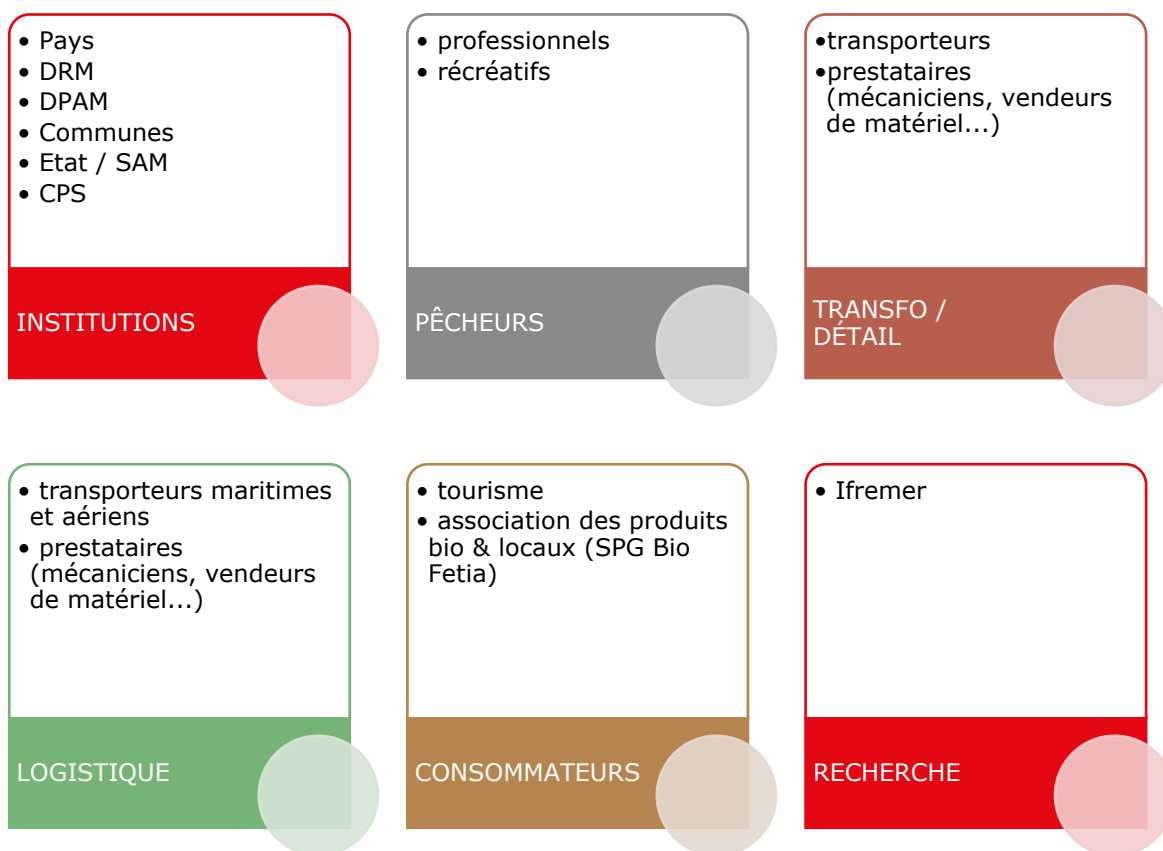 • Pays
• DRM
• DPAM
• Communes
• Etat / SAM
• CPS
INSTITUTIONS
• professionnels
• récréatifs
PÊCHEURS
•transporteurs
•prestataires
(mécaniciens, vendeurs
de matériel...)
TRANSFO /
DÉTAIL
• transporteurs maritimes
et aériens
• prestataires
(mécaniciens, vendeurs
de matériel...)
LOGISTIQUE
• tourisme
• association des produits
bio & locaux (SPG Bio
Fetia)
CONSOMMATEURS
• Ifremer
RECHERCHE